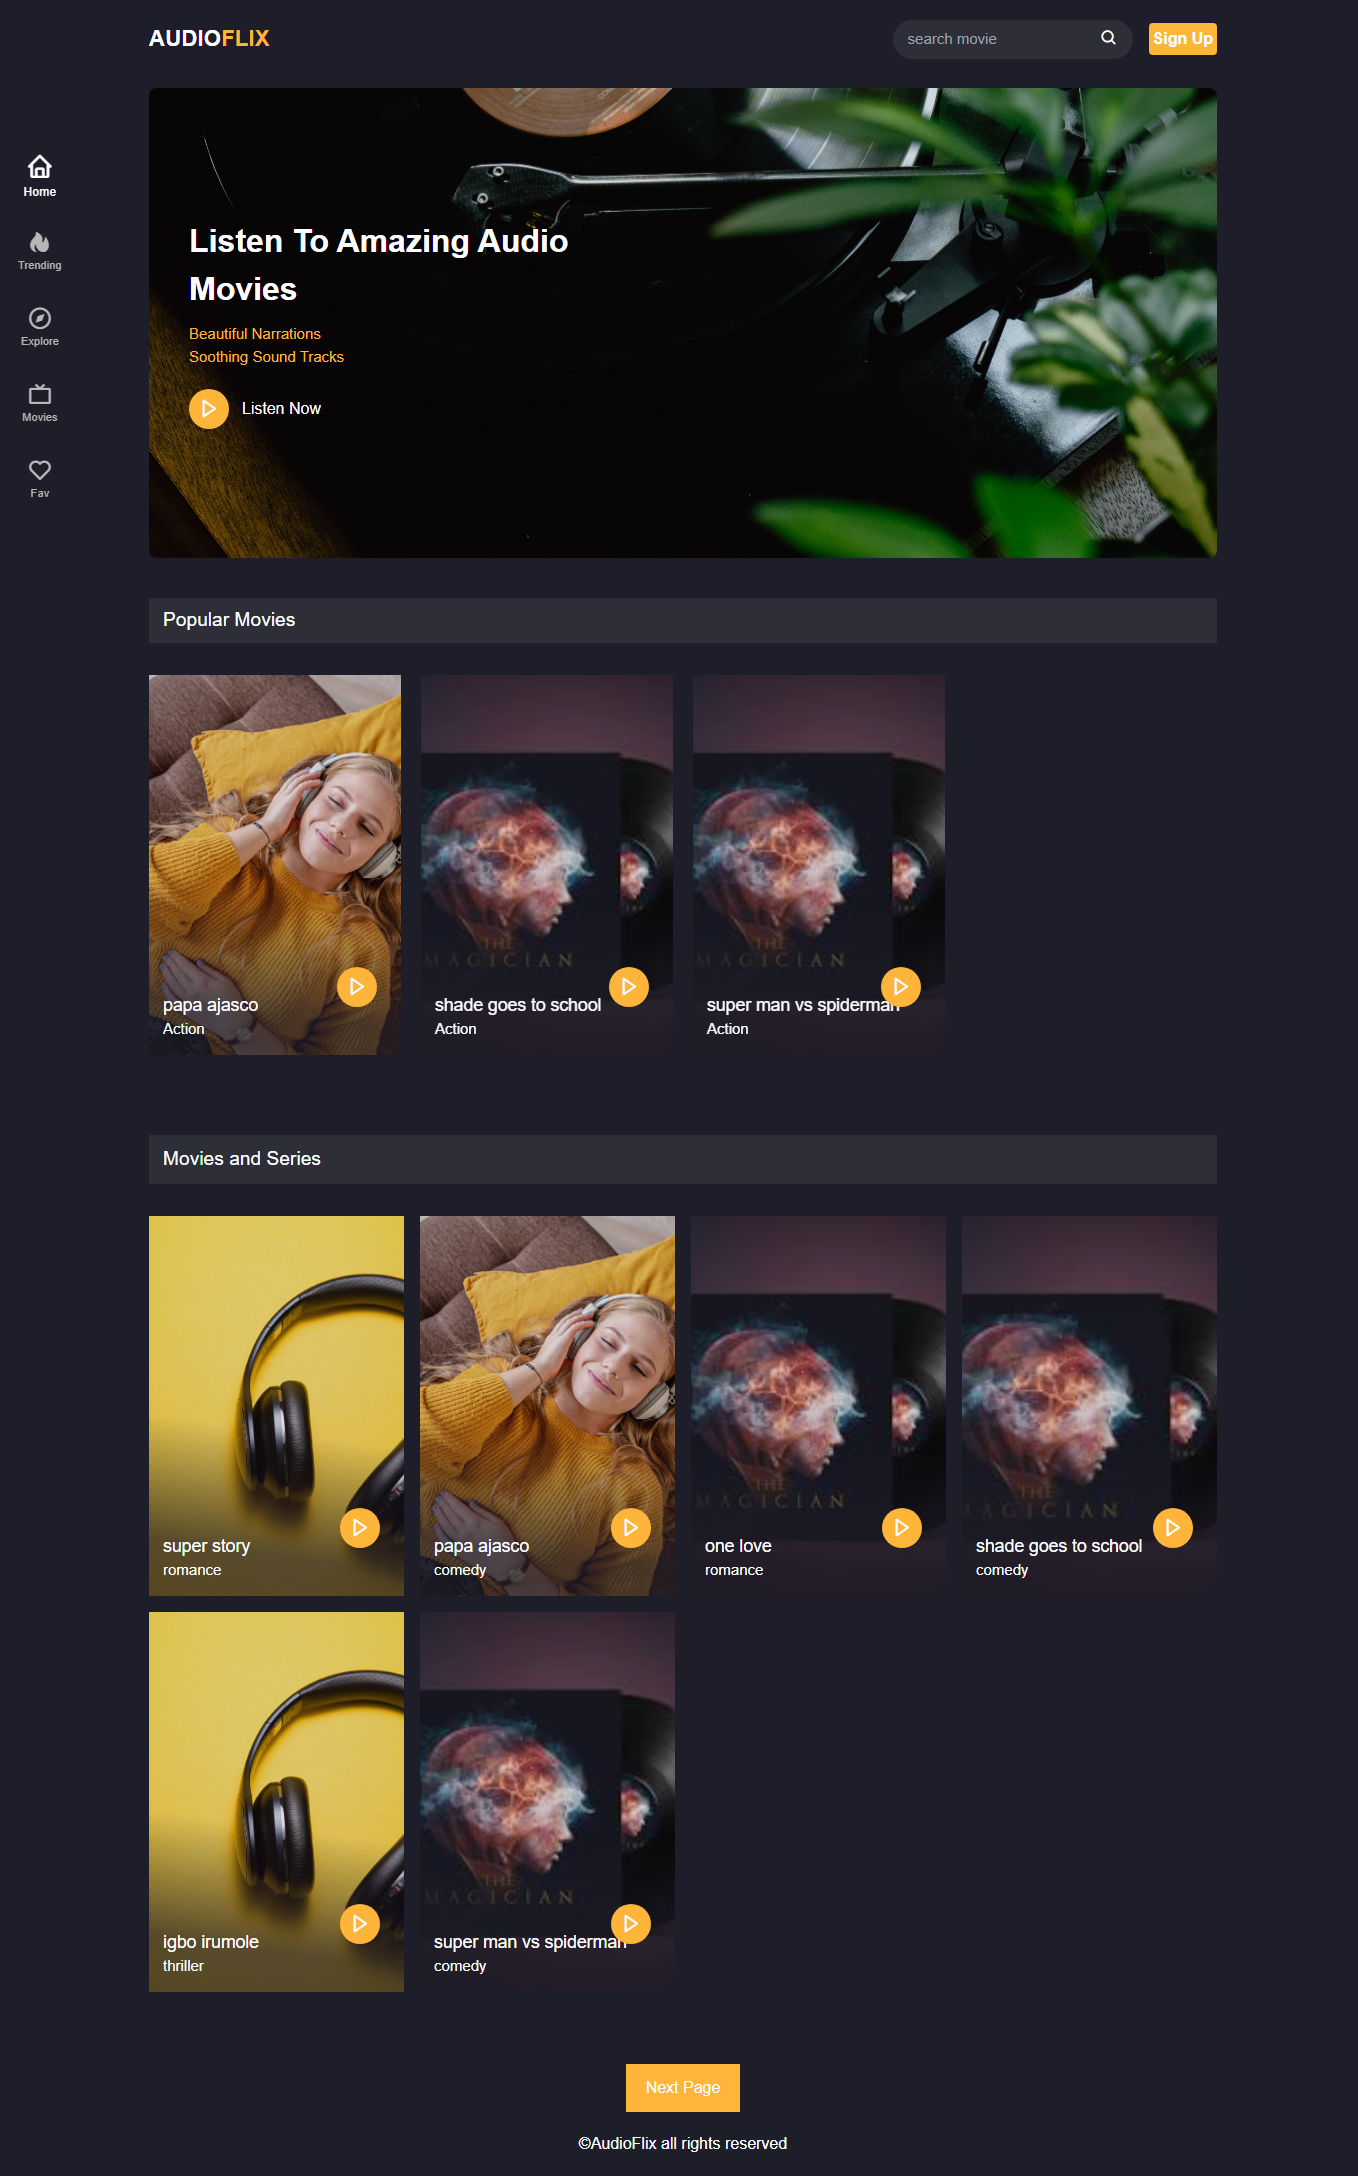 AUDIOFLIX
search movie
Sign Up
Home
Trending
Explore
Movies
Fav
Listen To Amazing Audio
Movies
Beautiful Narrations
Soothing Sound Tracks
Listen Now
Popular Movies
THE
MAGICIAN
THE
MAGICIAN
papa ajasco
Action
shade goes to school
Action
super man vs spiderman
Action
Movies and Series
THE
MAGICIAN
THE
MAGICIAN
super story
romance
papa ajasco
comedy
one love
romance
shade goes to school
comedy
THE
MAGICIAN
igbo irumole
thriller
super man vs spiderman
comedy
Next Page
©AudioFlix all rights reserved